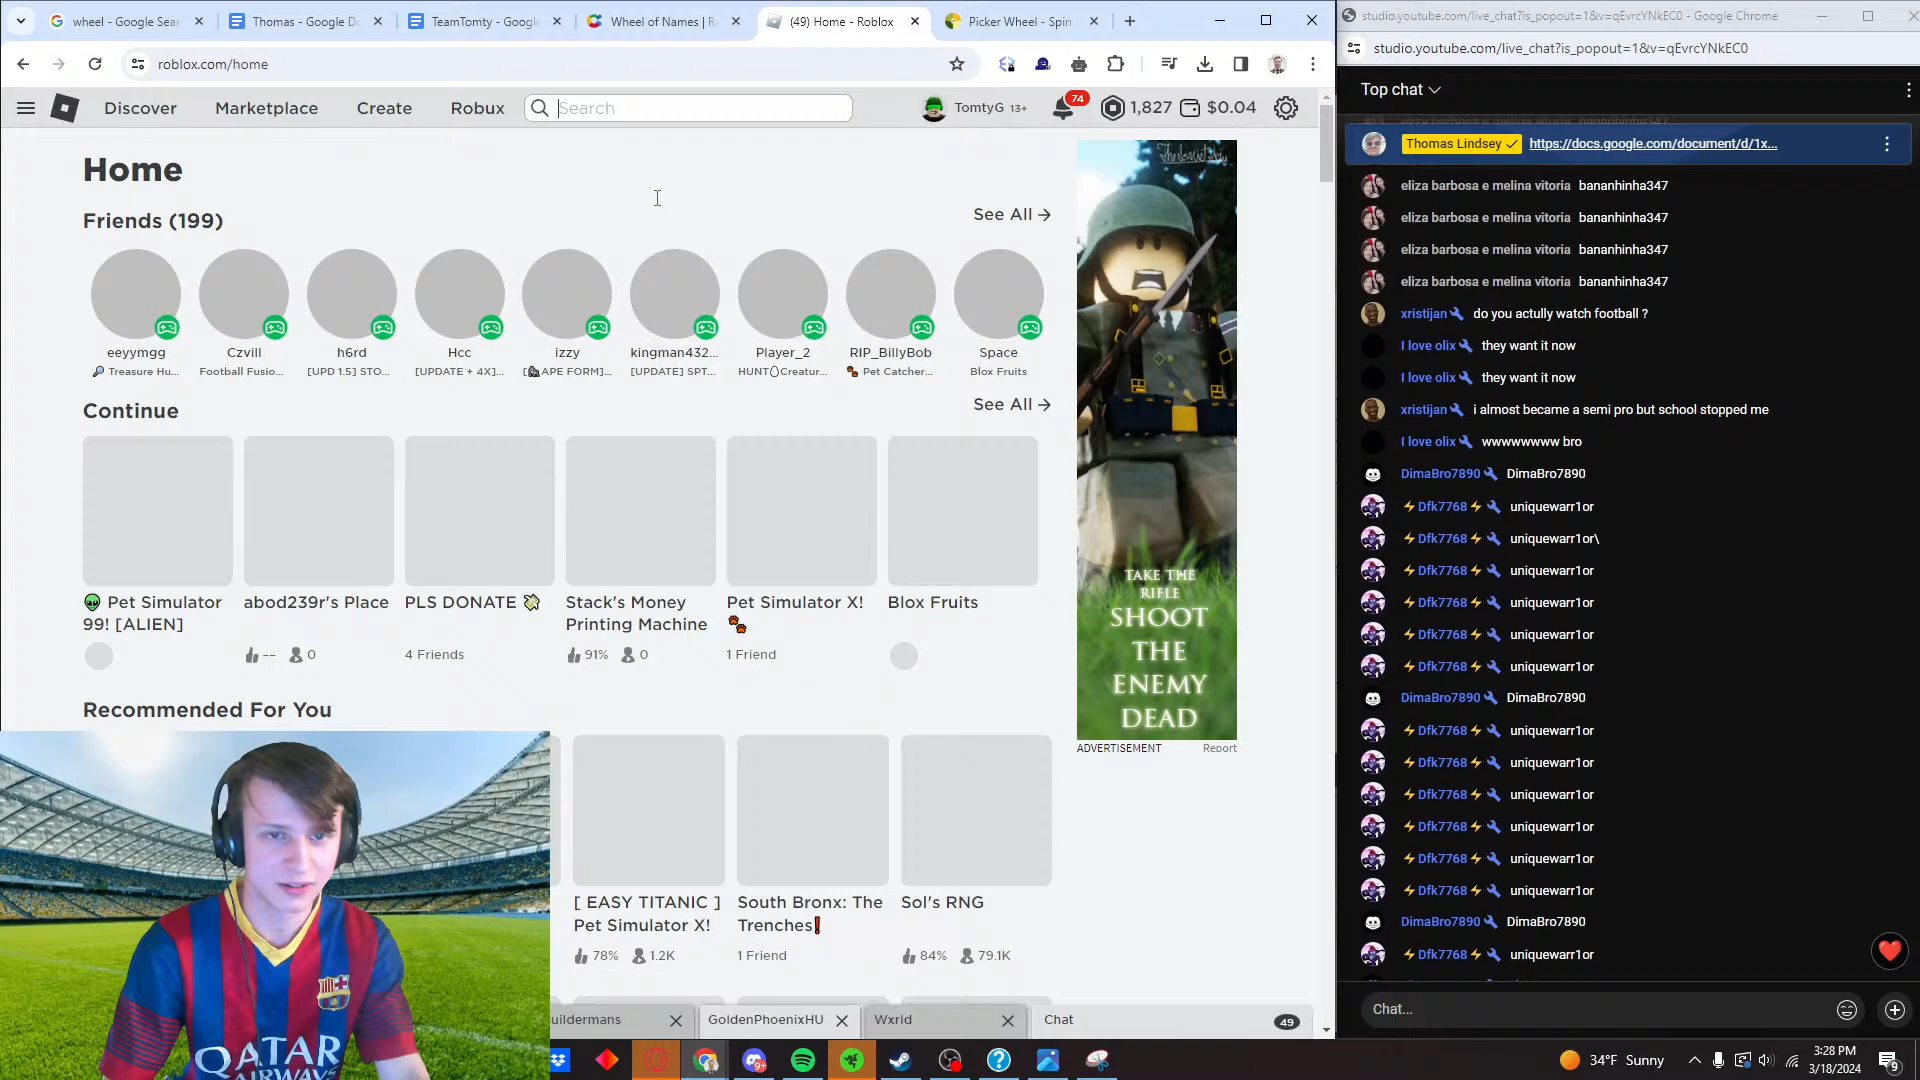 wheel - Google Sear
Thomas - Google Do
TeamTomty - Google
Wheel of Names | Ra
(49) Home - Roblox
Picker Wheel - Spin
roblox.com/home
Discover
Marketplace
Create
Robux
Search
TomtyG 13+
74
1,827
$0.04
Home
Friends (199)
See All →
eeyymgg
Czvill
h6rd
Hcc
izzy
kingman432...
Player_2
RIP_BillyBob
Space
Treasure Hu...
Football Fusio...
[UPD 1.5] STO...
[UPDATE + 4X]...
[🦍APE FORM]...
[UPDATE] SPT...
HUNT🥚Creatur...
Pet Catcher...
Blox Fruits
Continue
See All →
👽 Pet Simulator
99! [ALIEN]
abod239r's Place
-- 0
PLS DONATE
4 Friends
Stack's Money
Printing Machine
91% 0
Pet Simulator X!
🐾
1 Friend
Blox Fruits
Recommended For You
[ EASY TITANIC ]
Pet Simulator X!
78% 1.2K
South Bronx: The
Trenches❗
1 Friend
Sol's RNG
84% 79.1K
TAKE THE
RIFLE
SHOOT
THE
ENEMY
DEAD
ADVERTISEMENT Report
QATAR
AIRWAYS
uildermans
GoldenPhoenixHU
Wxrld
Chat 49
studio.youtube.com/live_chat?is_popout=1&v=qEvrcYNkEC0 - Google Chrome
studio.youtube.com/live_chat?is_popout=1&v=qEvrcYNkEC0
Top chat
Thomas Lindsey https://docs.google.com/document/d/1x...
eliza barbosa e melina vitoria bananhinha347
eliza barbosa e melina vitoria bananhinha347
eliza barbosa e melina vitoria bananhinha347
eliza barbosa e melina vitoria bananhinha347
xristijan do you actully watch football ?
I love olix they want it now
I love olix they want it now
xristijan i almost became a semi pro but school stopped me
I love olix wwwwwwww bro
DimaBro7890 DimaBro7890
⚡Dfk7768⚡ uniquewarr1or
⚡Dfk7768⚡ uniquewarr1or\
⚡Dfk7768⚡ uniquewarr1or
⚡Dfk7768⚡ uniquewarr1or
⚡Dfk7768⚡ uniquewarr1or
⚡Dfk7768⚡ uniquewarr1or
DimaBro7890 DimaBro7890
⚡Dfk7768⚡ uniquewarr1or
⚡Dfk7768⚡ uniquewarr1or
⚡Dfk7768⚡ uniquewarr1or
⚡Dfk7768⚡ uniquewarr1or
⚡Dfk7768⚡ uniquewarr1or
⚡Dfk7768⚡ uniquewarr1or
DimaBro7890 DimaBro7890
⚡Dfk7768⚡ uniquewarr1or
Chat...
34°F Sunny
3:28 PM
3/18/2024
9